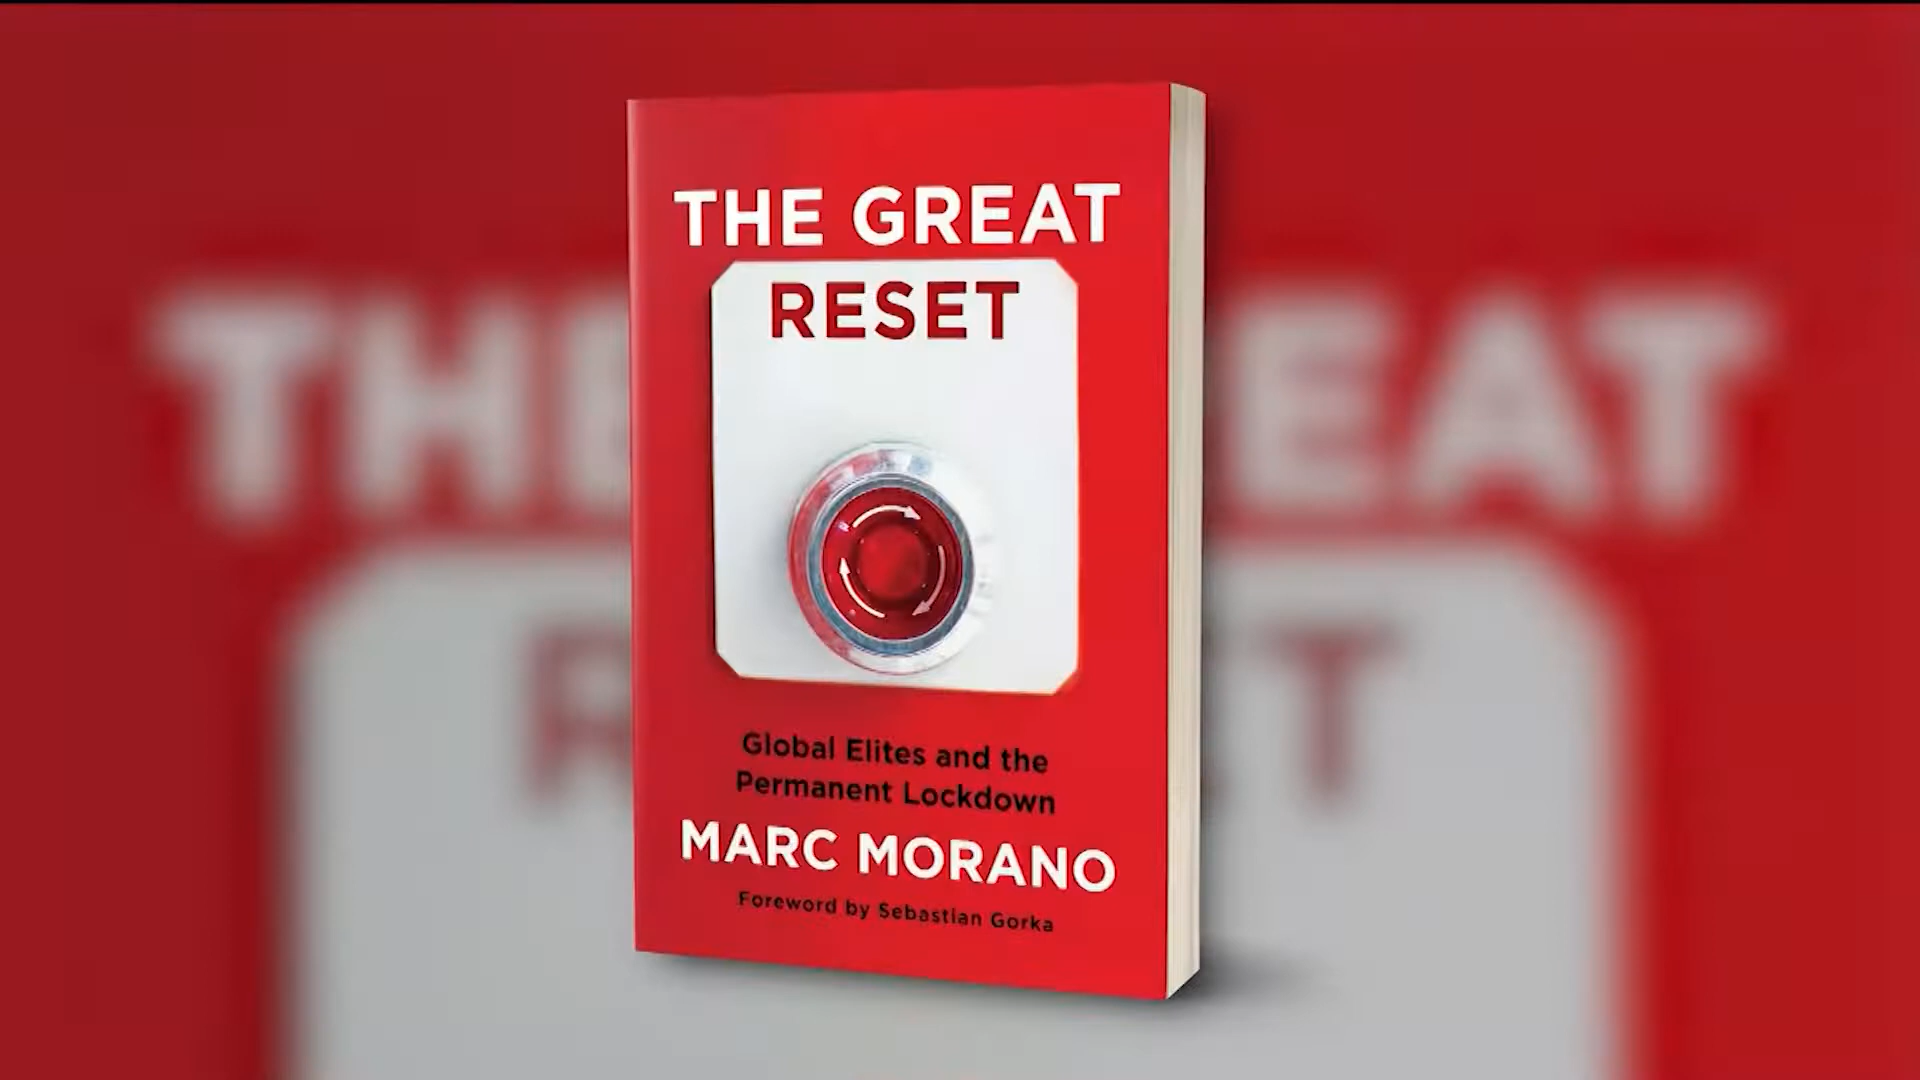 THE GREAT
RESET
Global Elites and the
Permanent Lockdown
MARC MORANO
Foreword by Sebastian Gorka